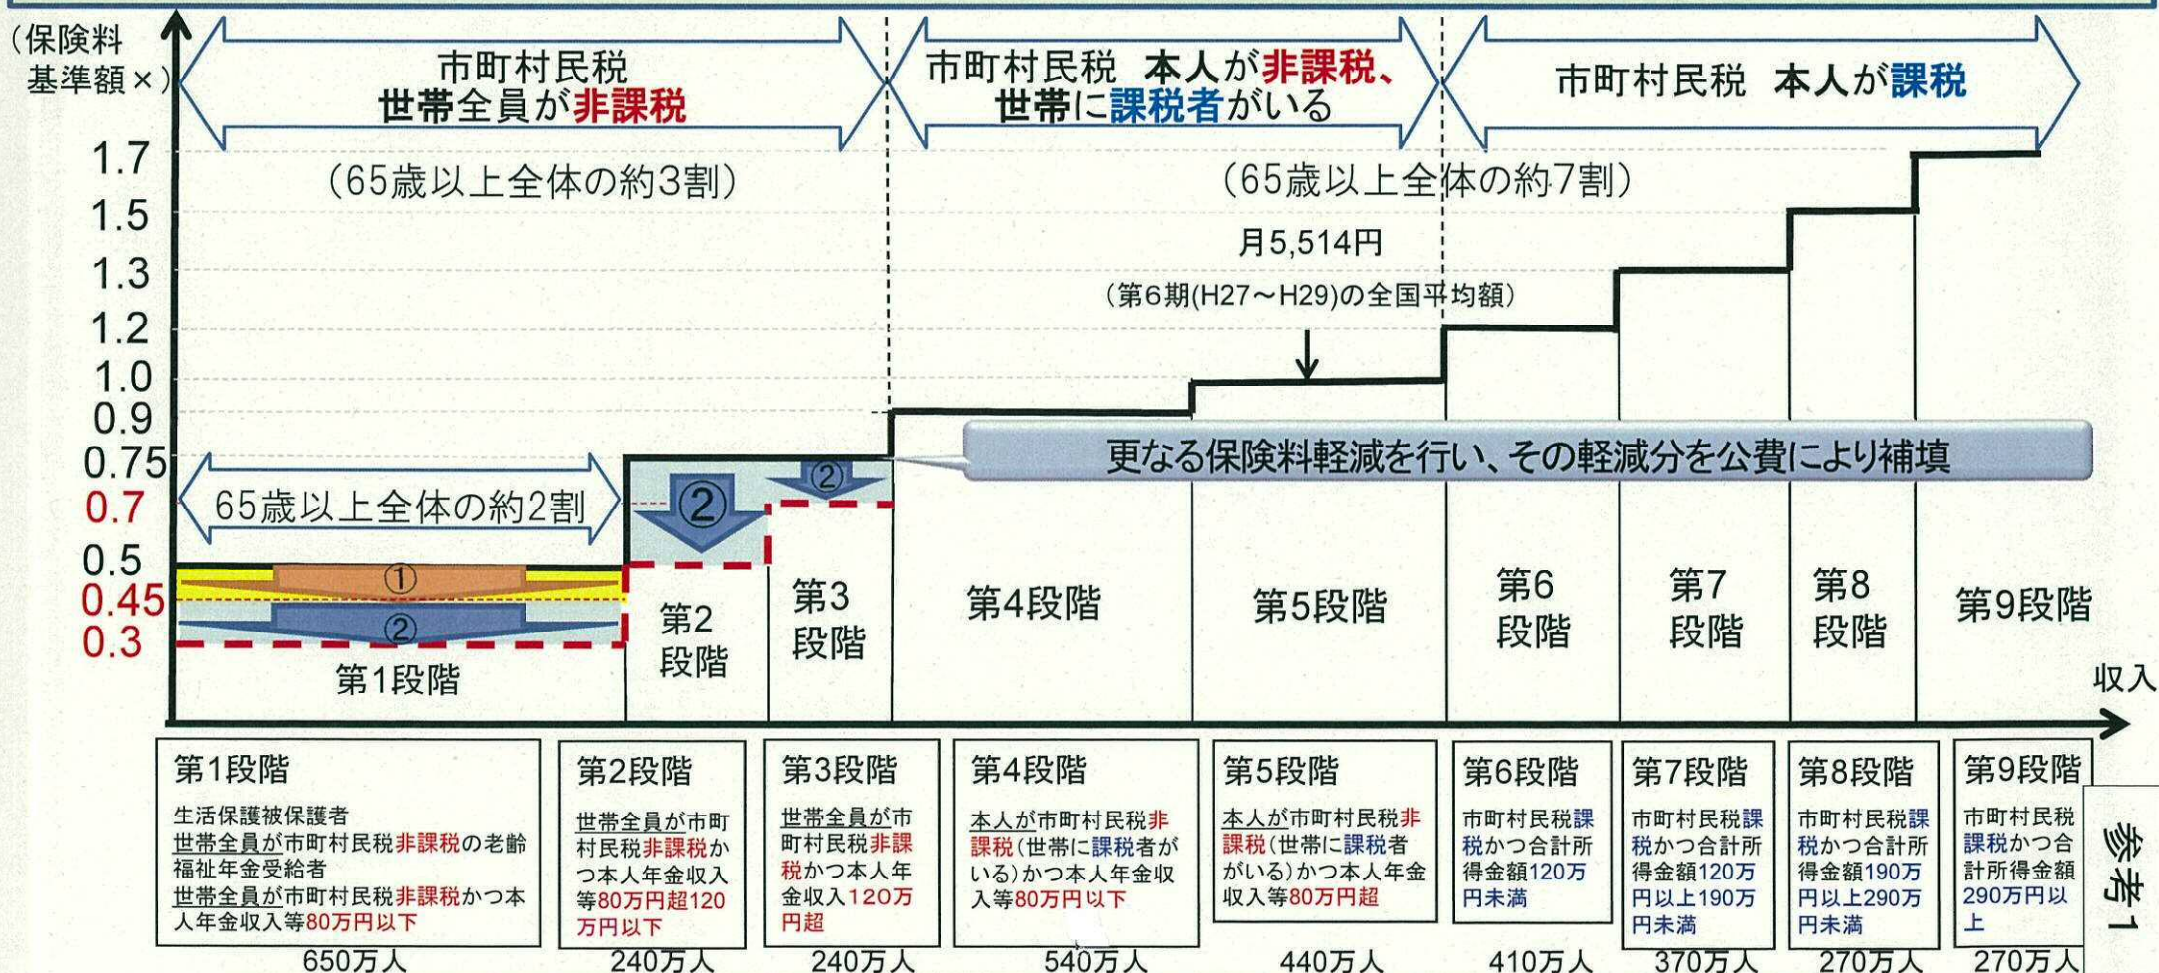 (保険料
基準額×)
市町村民税
世帯全員が非課税
市町村民税 本人が非課税、
世帯に課税者がいる
市町村民税 本人が課税
(65歳以上全体の約3割)
(65歳以上全体の約7割)
月5,514円
(第6期(H27～H29)の全国平均額)
1.7
1.5
1.3
1.2
1.0
0.9
0.75
0.7
0.5
0.45
0.3
更なる保険料軽減を行い、その軽減分を公費により補填
65歳以上全体の約2割
①
②
②
②
第1段階
第2
段階
第3
段階
第4段階
第5段階
第6
段階
第7
段階
第8
段階
第9段階
収入
第1段階
生活保護被保護者
世帯全員が市町村民税非課税の老齢
福祉年金受給者
世帯全員が市町村民税非課税かつ本
人年金収入等80万円以下
650万人
第2段階
世帯全員が市町
村民税非課税か
つ本人年金収入
等80万円超120
万円以下
240万人
第3段階
世帯全員が市
町村民税非課
税かつ本人年
金収入120万
円超
240万人
第4段階
本人が市町村民税非
課税(世帯に課税者が
いる)かつ本人年金収
入等80万円以下
540万人
第5段階
本人が市町村民税非
課税(世帯に課税者
がいる)かつ本人年金
収入等80万円超
440万人
第6段階
市町村民税課
税かつ合計所
得金額120万
円未満
410万人
第7段階
市町村民税課
税かつ合計所
得金額120万
円以上190万
円未満
370万人
第8段階
市町村民税課
税かつ合計所
得金額190万
円以上290万
円未満
270万人
第9段階
市町村民税
課税かつ合
計所得金額
290万円以
上
270万人
参考1